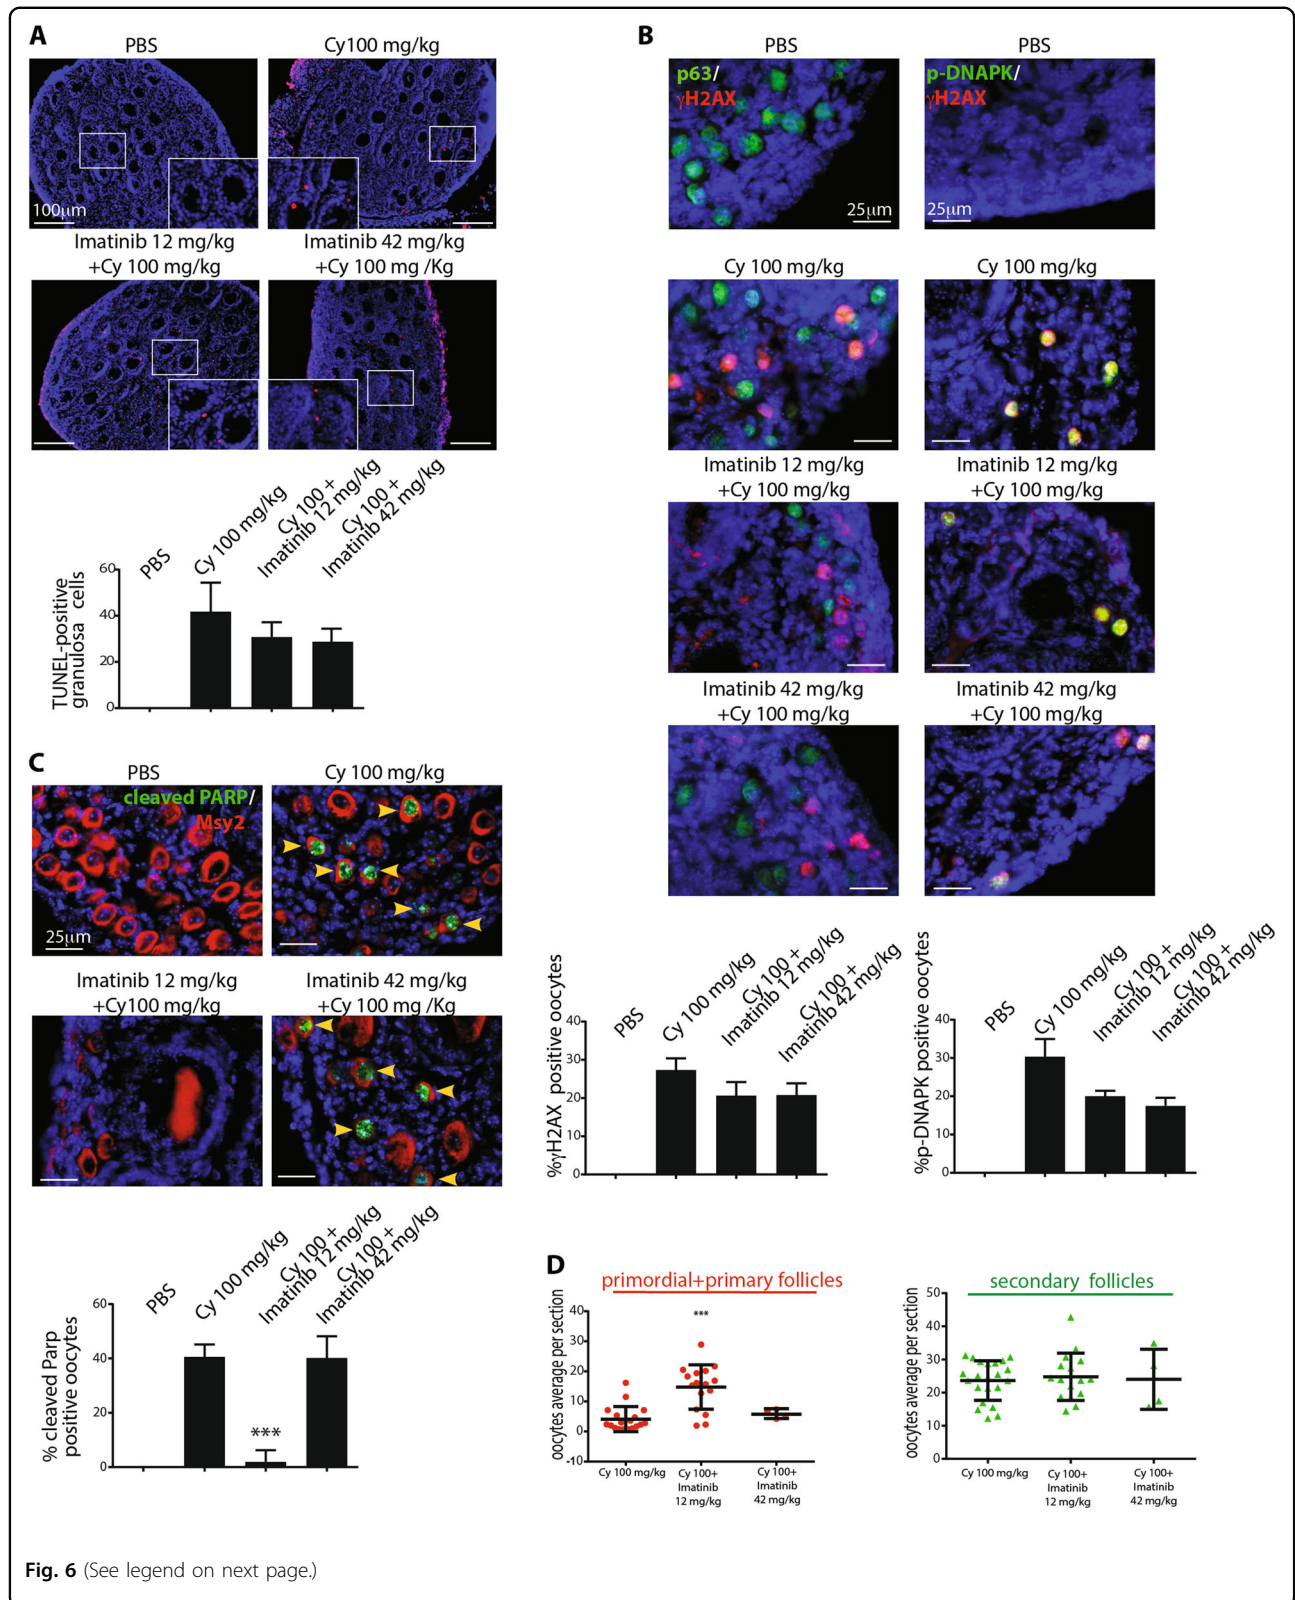 A
PBS
Cy100 mg/kg
100μm
Imatinib 12 mg/kg
+Cy 100 mg/kg
Imatinib 42 mg/kg
+Cy 100 mg /Kg
PBS
Cy 100 mg/kg
Cy 100 +
Imatinib 12 mg/kg
Cy 100 +
Imatinib 42 mg/kg
TUNEL-positive
granulosa cells
60
40
20
0
B
PBS
PBS
p63/
γH2AX
25μm
p-DNAPK/
γH2AX
25μm
Cy 100 mg/kg
Cy 100 mg/kg
Imatinib 12 mg/kg
+Cy 100 mg/kg
Imatinib 12 mg/kg
+Cy 100 mg/kg
Imatinib 42 mg/kg
+Cy 100 mg/kg
Imatinib 42 mg/kg
+Cy 100 mg/kg
PBS
Cy 100 mg/kg
Cy 100 +
Imatinib 12 mg/kg
Cy 100 +
Imatinib 42 mg/kg
%γH2AX positive oocytes
40
30
20
10
0
PBS
Cy 100 mg/kg
Cy 100 +
Imatinib 12 mg/kg
Cy 100 +
Imatinib 42 mg/kg
%p-DNAPK positive oocytes
40
30
20
10
0
C
PBS
Cy 100 mg/kg
cleaved PARP/
Msy2
25μm
Imatinib 12 mg/kg
+Cy100 mg/kg
Imatinib 42 mg/kg
+Cy 100 mg /Kg
PBS
Cy 100 mg/kg
Cy 100 +
Imatinib 12 mg/kg
Cy 100 +
Imatinib 42 mg/kg
% cleaved Parp
positive oocytes
60
40
20
0
***
D
primordial+primary follicles
oocytes average per section
40
30
20
10
0
-10
***
Cy 100 mg/kg
Cy 100+
Imatinib
12 mg/kg
Cy 100+
Imatinib
42 mg/kg
secondary follicles
oocytes average per section
50
40
30
20
10
0
Cy 100 mg/kg
Cy 100+
Imatinib
12 mg/kg
Cy 100+
Imatinib
42 mg/kg
Fig. 6 (See legend on next page.)